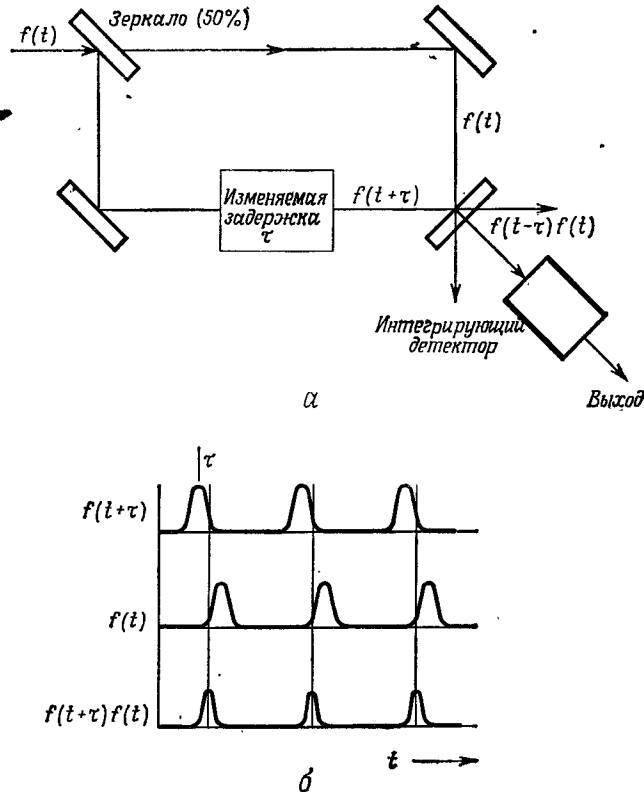 f(t)
Зеркало (50%)
f(t)
Изменяемая
задержка
τ
f(t+τ)
f(t-τ)f(t)
Интегрирующий
детектор
Выход
а
τ
f(t+τ)
f(t)
f(t+τ)f(t)
t
б